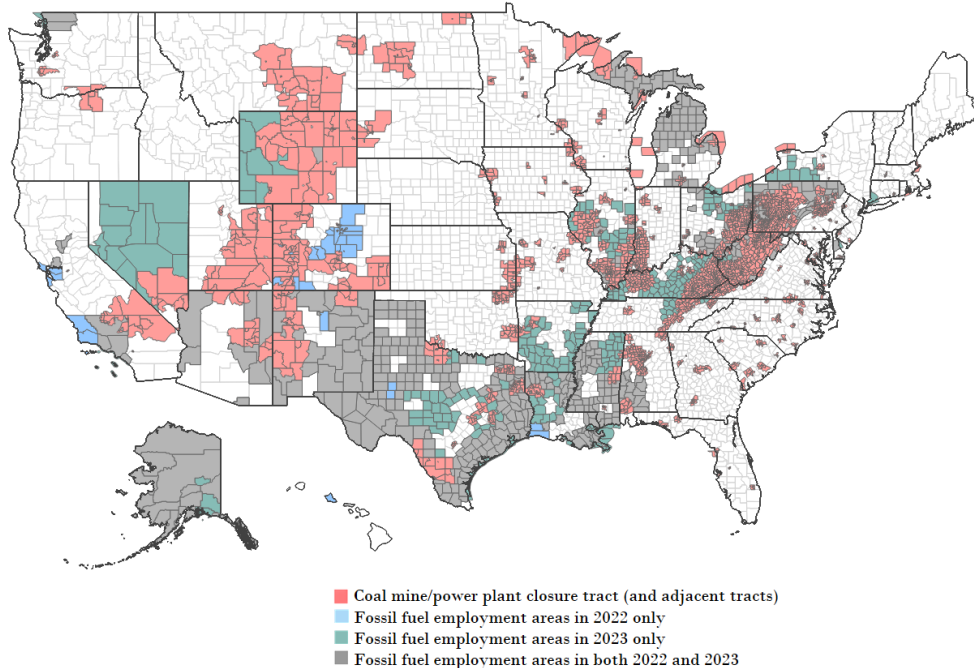 Coal mine/power plant closure tract (and adjacent tracts)
Fossil fuel employment areas in 2022 only
Fossil fuel employment areas in 2023 only
Fossil fuel employment areas in both 2022 and 2023